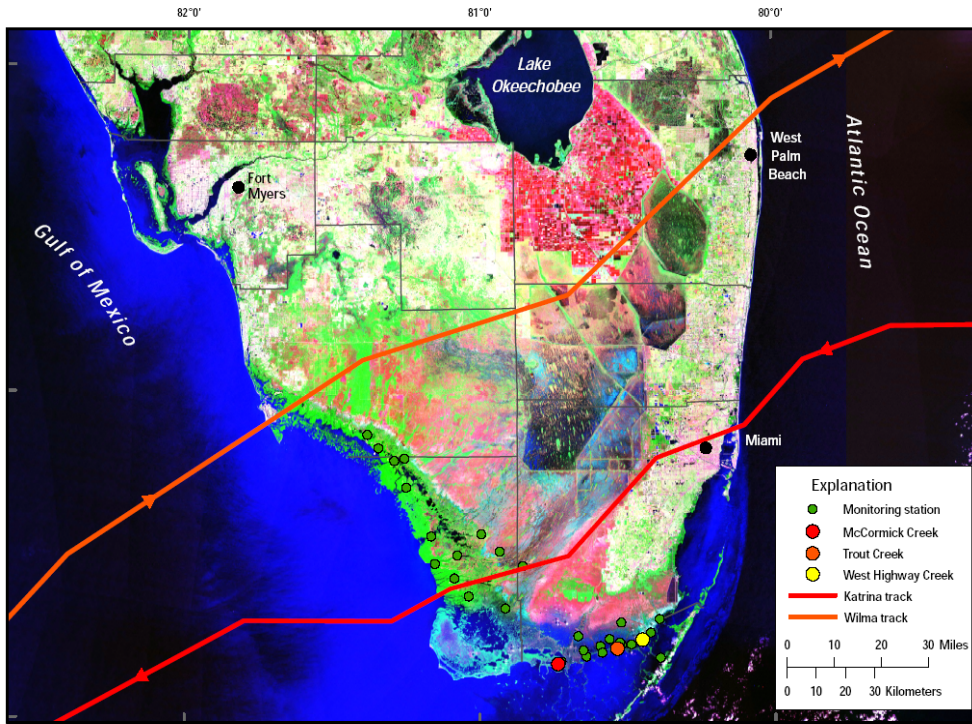 82°0'
81°0'
80°0'
Lake
Okeechobee
West
Palm
Beach
Atlantic Ocean
Fort
Myers
Gulf of Mexico
Miami
Explanation
Monitoring station
McCormick Creek
Trout Creek
West Highway Creek
Katrina track
Wilma track
0 10 20 30 Miles
0 10 20 30 Kilometers